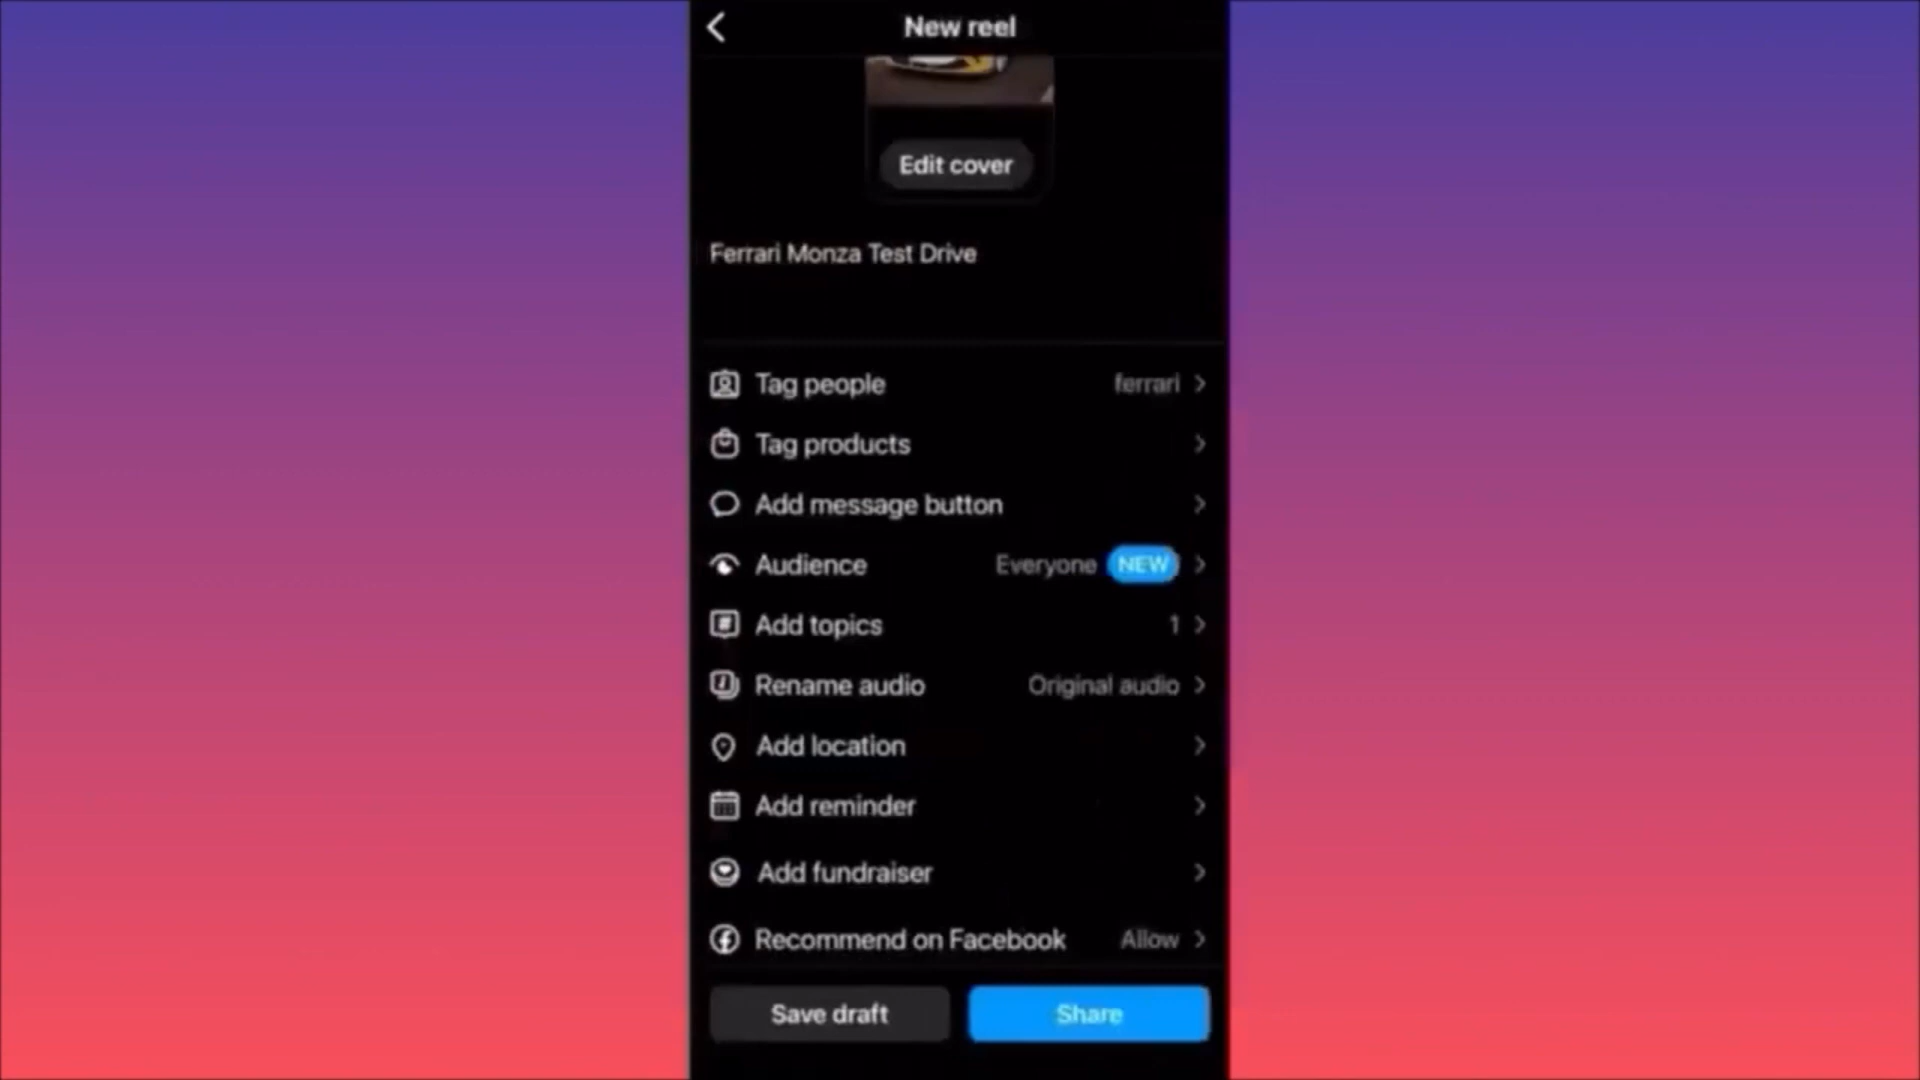 New reel
Edit cover
Ferrari Monza Test Drive
Tag people ferrari
Tag products
Add message button
Audience Everyone NEW
Add topics 1
Rename audio Original audio
Add location
Add reminder
Add fundraiser
Recommend on Facebook Allow
Save draft Share